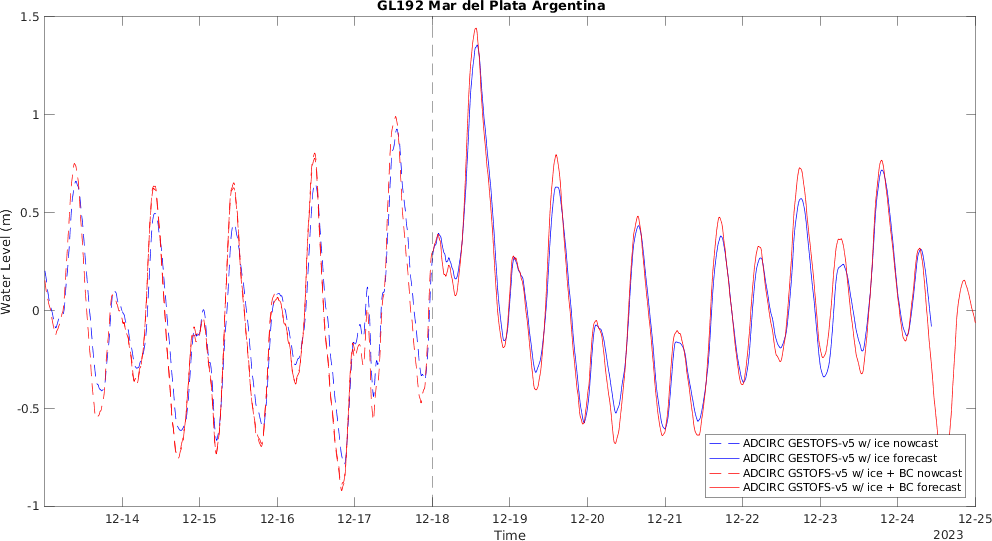 GL192 Mar del Plata Argentina
1.5
1
0.5
0
-0.5
-1
Water Level (m)
12-14 12-15 12-16 12-17 12-18 12-19 12-20 12-21 12-22 12-23 12-24 12-25
Time
2023
ADCIRC GESTOFS-v5 w/ ice nowcast
ADCIRC GESTOFS-v5 w/ ice forecast
ADCIRC GSTOFS-v5 w/ ice + BC nowcast
ADCIRC GSTOFS-v5 w/ ice + BC forecast